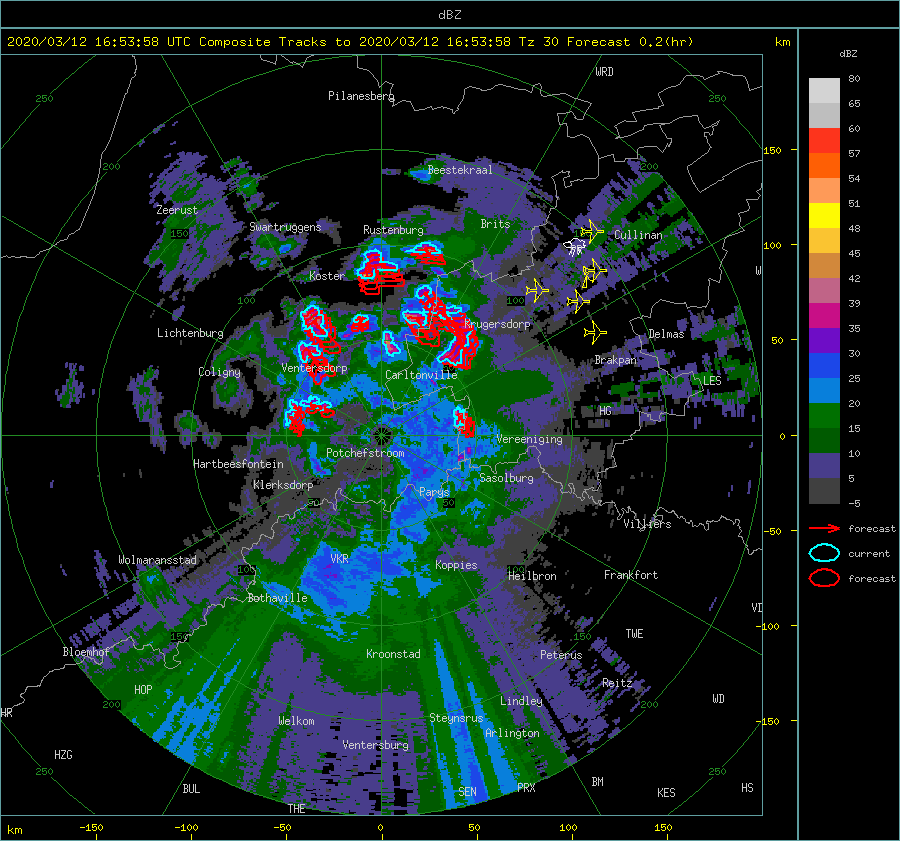 dBZ
2020/03/12 16:53:58 UTC Composite Tracks to 2020/03/12 16:53:58 Tz 30 Forecast 0.2(hr)
km
dBZ
WRD
80
250
Pilanesberg
250
65
60
150
57
200
Beestekraal
200
54
Zeerust
51
Swartruggens
Rustenburg
Brits
150
Cullinan
48
100
45
Koster
W
42
100
100
39
Lichtenburg
Krugersdorp
Delmas
36
50
30
Coligny
Ventersdorp
Carltonville
Brakpan
25
LES
20
HG
15
Vereeniging
0
Potchefstroom
10
Hartbeesfontein
Klerksdorp
Sasolburg
5
Parys
50
50
-5
Villiers
forecast
-50
Wolmaransstad
VKR
current
Koppies
100
100
Heilbron
Frankfort
forecast
Bothaville
VI
-100
150
150
TWE
Bloemhof
Kroonstad
Petrus
HOP
Reitz
200
Lindley
200
WD
HR
Welkom
Steynsrus
-150
Arlington
Ventersburg
HZG
250
250
BUL
SEN
PRX
BM
KES
HS
THE
km
-150
-100
-50
0
50
100
150